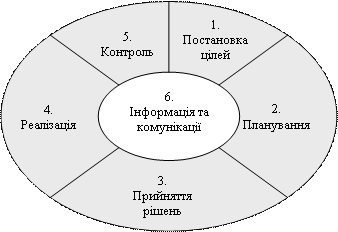 1.
Постановка
цілей
2.
Планування
3.
Прийняття
рішень
4.
Реалізація
5.
Контроль
6.
Інформація та
комунікації